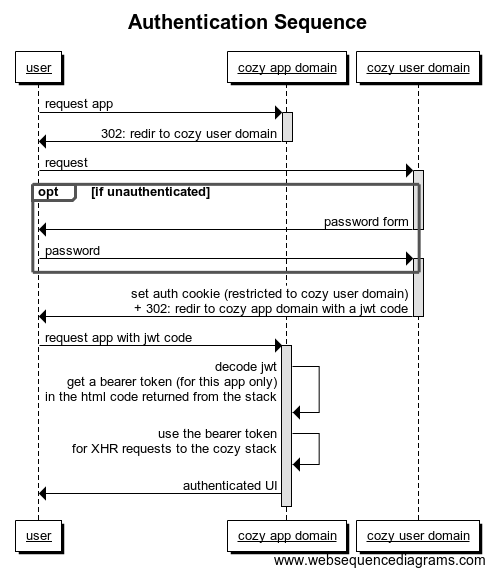 Authentication Sequence
user
cozy app domain
cozy user domain
request app
302: redir to cozy user domain
request
opt
[if unauthenticated]
password form
password
set auth cookie (restricted to cozy user domain)
+ 302: redir to cozy app domain with a jwt code
request app with jwt code
decode jwt
get a bearer token (for this app only)
in the html code returned from the stack
use the bearer token
for XHR requests to the cozy stack
authenticated UI
user
cozy app domain
cozy user domain
www.websequencediagrams.com